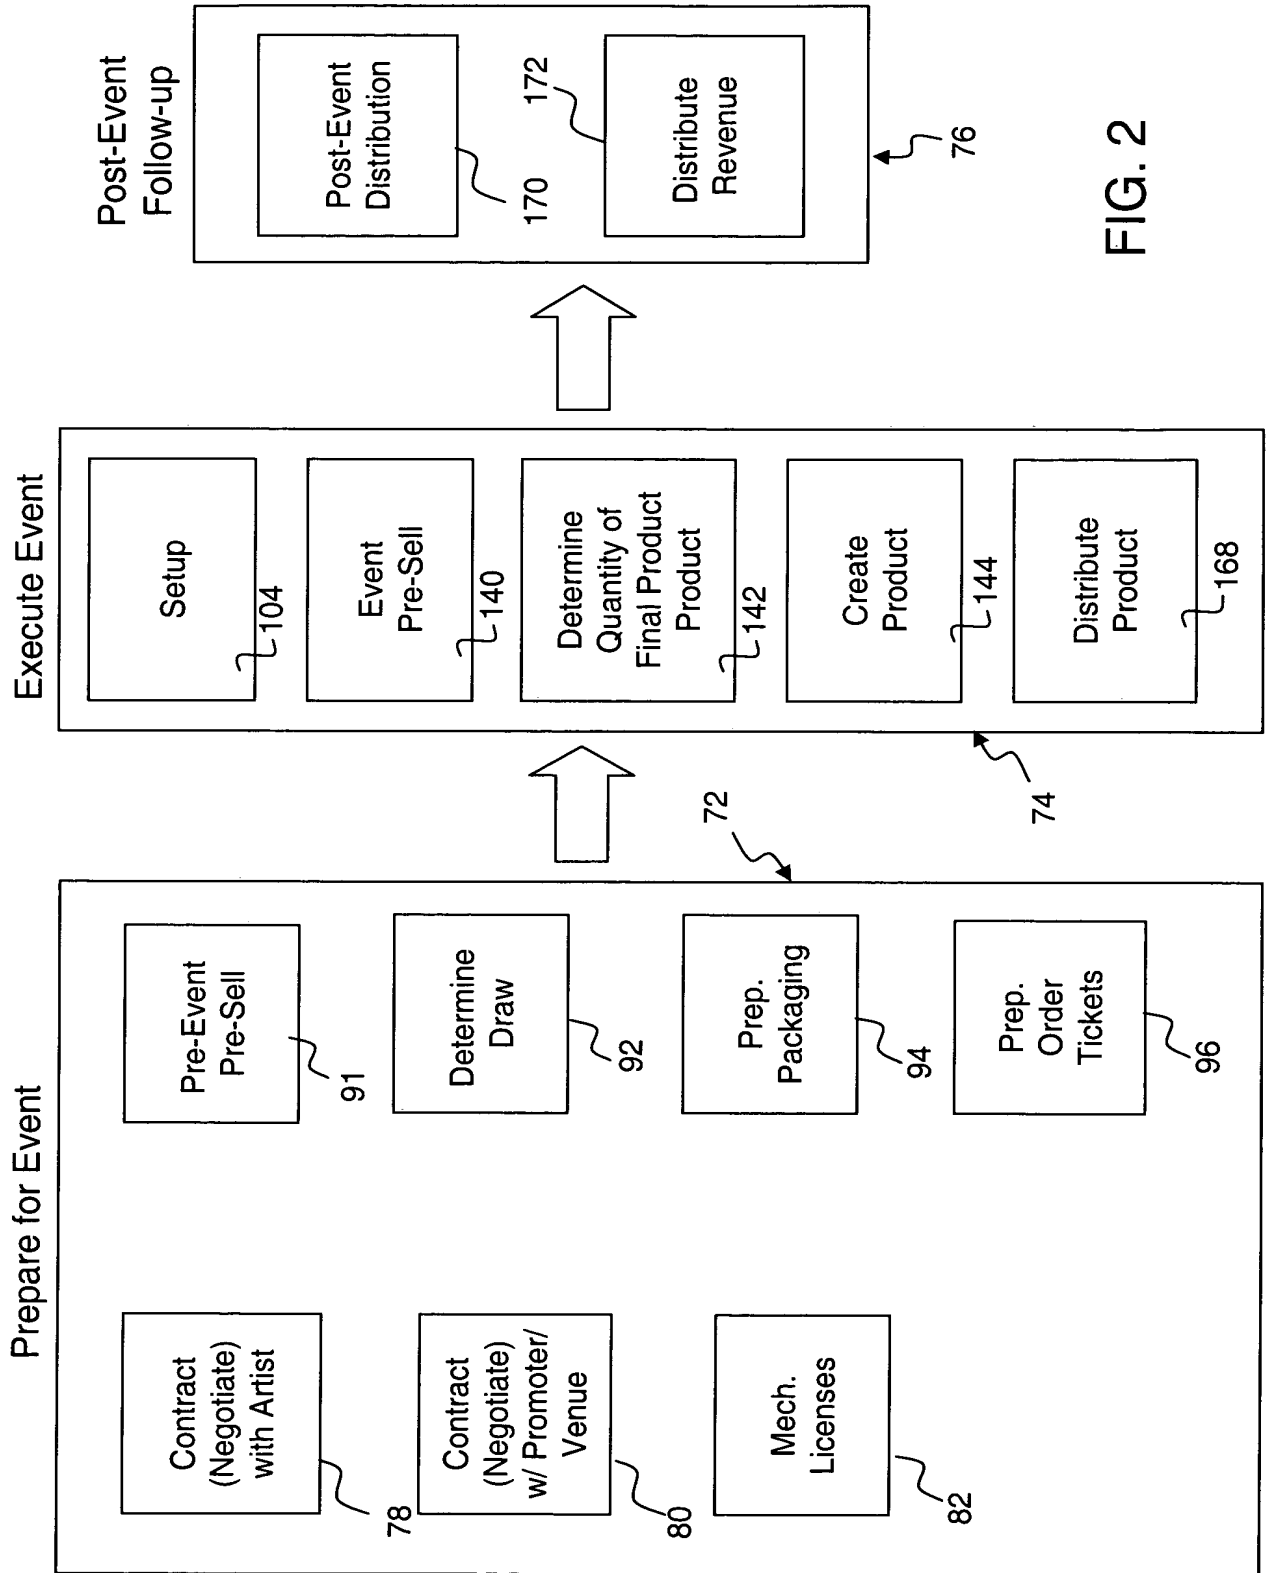 Prepare for Event
Contract
(Negotiate)
with Artist
78
Contract
(Negotiate)
w/ Promoter/
Venue
80
Mech.
Licenses
82
Pre-Event
Pre-Sell
91
Determine
Draw
92
Prep.
Packaging
94
Prep.
Order
Tickets
96
72
Execute Event
Setup
104
Event
Pre-Sell
140
Determine
Quantity of
Final Product
Product
142
Create
Product
144
Distribute
Product
168
74
Post-Event
Follow-up
Post-Event
Distribution
170
172
Distribute
Revenue
76
FIG. 2